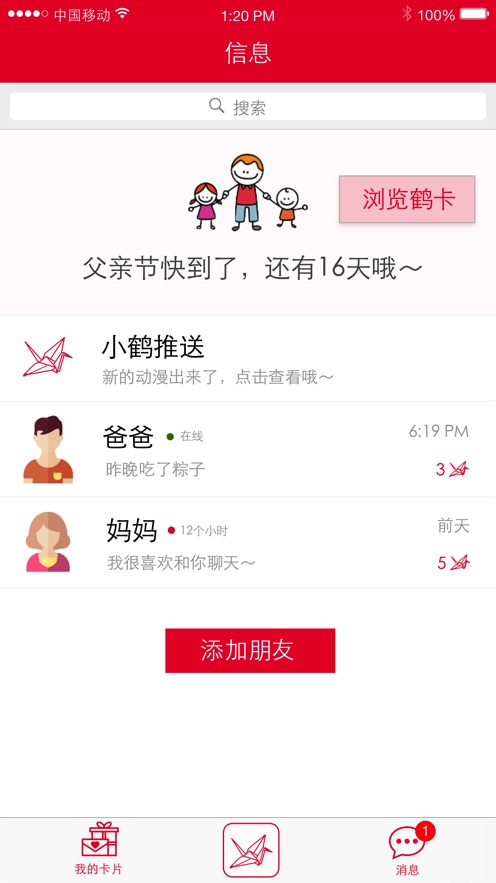 中国移动 1:20 PM 100%
信息
搜索
浏览鹤卡
父亲节快到了，还有16天哦～
小鹤推送
新的动漫出来了，点击查看哦～
爸爸 在线 6:19 PM
昨晚吃了粽子 3
妈妈 12个小时 前天
我很喜欢和你聊天～ 5
添加朋友
1
我的卡片 消息